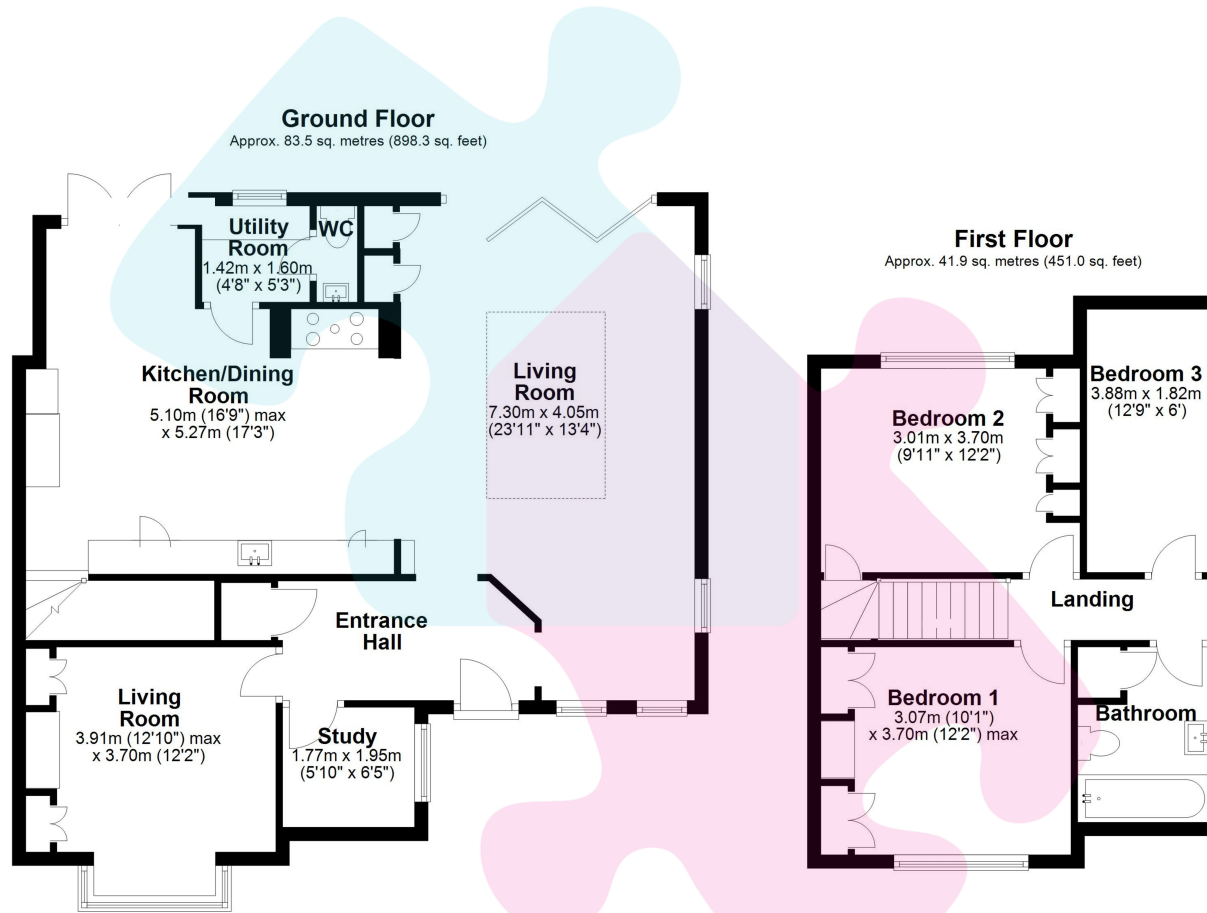 Ground Floor
Approx. 83.5 sq. metres (898.3 sq. feet)
Utility
Room
1.42m x 1.60m
(4'8" x 5'3")
WC
Kitchen/Dining
Room
5.10m (16'9") max
x 5.27m (17'3")
Living
Room
7.30m x 4.05m
(23'11" x 13'4")
Entrance
Hall
Living
Room
3.91m (12'10") max
x 3.70m (12'2")
Study
1.77m x 1.95m
(5'10" x 6'5")
First Floor
Approx. 41.9 sq. metres (451.0 sq. feet)
Bedroom 2
3.01m x 3.70m
(9'11" x 12'2")
Bedroom 3
3.88m x 1.82m
(12'9" x 6')
Landing
Bedroom 1
3.07m (10'1")
x 3.70m (12'2") max
Bathroom